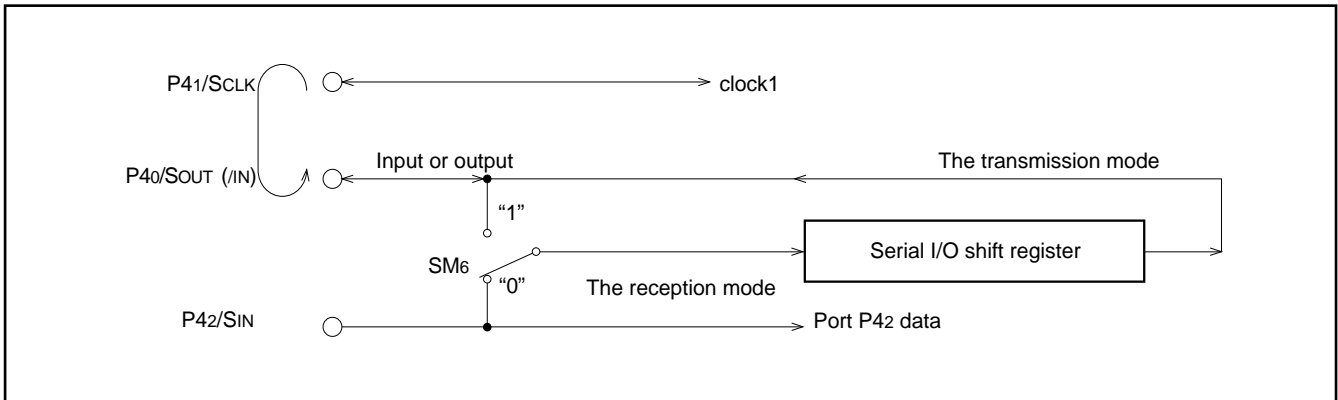 P41/SCLK
clock1
P40/SOUT (/IN)
Input or output
The transmission mode
“1”
SM6
Serial I/O shift register
“0”
The reception mode
P42/SIN
Port P42 data